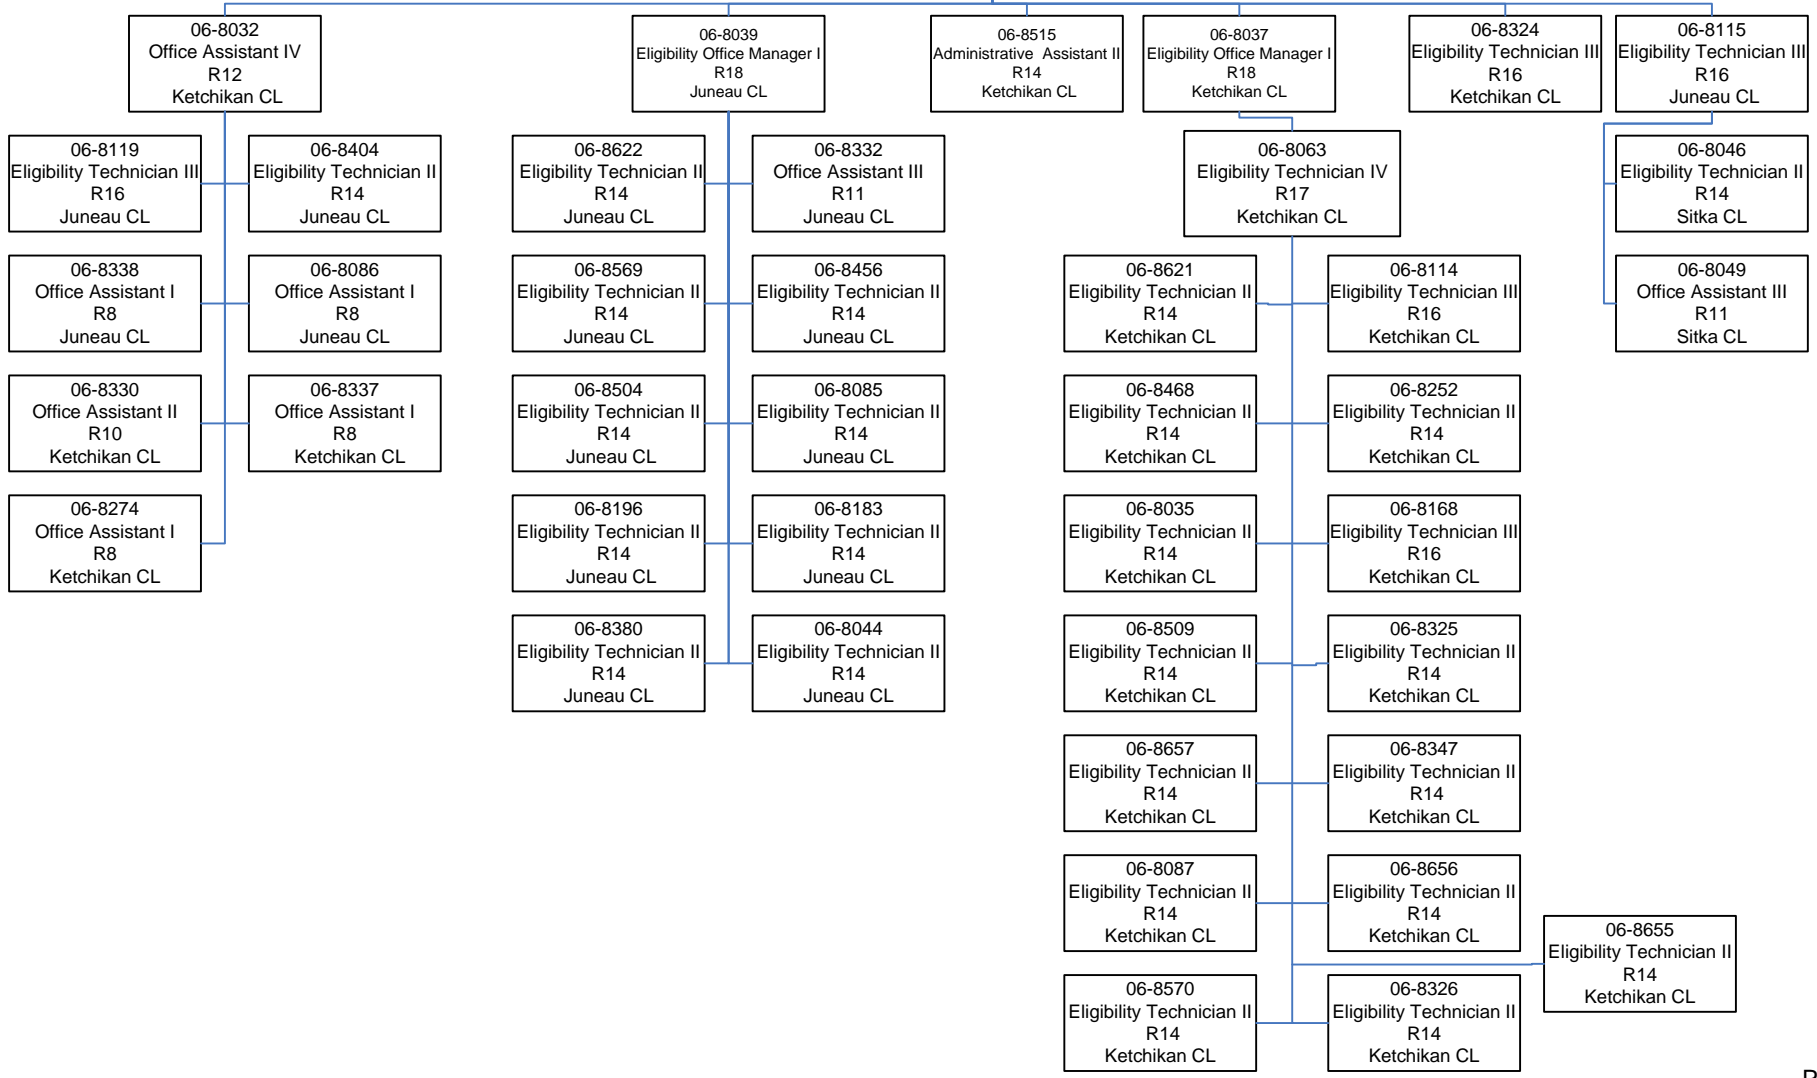 06-8032
Office Assistant IV
R12
Ketchikan CL
06-8039
Eligibility Office Manager I
R18
Juneau CL
06-8515
Administrative Assistant II
R14
Ketchikan CL
06-8037
Eligibility Office Manager I
R18
Ketchikan CL
06-8324
Eligibility Technician III
R16
Ketchikan CL
06-8115
Eligibility Technician III
R16
Juneau CL
06-8119
Eligibility Technician III
R16
Juneau CL
06-8404
Eligibility Technician II
R14
Juneau CL
06-8338
Office Assistant I
R8
Juneau CL
06-8086
Office Assistant I
R8
Juneau CL
06-8330
Office Assistant II
R10
Ketchikan CL
06-8337
Office Assistant I
R8
Ketchikan CL
06-8274
Office Assistant I
R8
Ketchikan CL
06-8622
Eligibility Technician II
R14
Juneau CL
06-8332
Office Assistant III
R11
Juneau CL
06-8569
Eligibility Technician II
R14
Juneau CL
06-8456
Eligibility Technician II
R14
Juneau CL
06-8504
Eligibility Technician II
R14
Juneau CL
06-8085
Eligibility Technician II
R14
Juneau CL
06-8196
Eligibility Technician II
R14
Juneau CL
06-8183
Eligibility Technician II
R14
Juneau CL
06-8380
Eligibility Technician II
R14
Juneau CL
06-8044
Eligibility Technician II
R14
Juneau CL
06-8063
Eligibility Technician IV
R17
Ketchikan CL
06-8621
Eligibility Technician II
R14
Ketchikan CL
06-8114
Eligibility Technician III
R16
Ketchikan CL
06-8468
Eligibility Technician II
R14
Ketchikan CL
06-8252
Eligibility Technician II
R14
Ketchikan CL
06-8035
Eligibility Technician II
R14
Ketchikan CL
06-8168
Eligibility Technician III
R16
Ketchikan CL
06-8509
Eligibility Technician II
R14
Ketchikan CL
06-8325
Eligibility Technician II
R14
Ketchikan CL
06-8657
Eligibility Technician II
R14
Ketchikan CL
06-8347
Eligibility Technician II
R14
Ketchikan CL
06-8087
Eligibility Technician II
R14
Ketchikan CL
06-8656
Eligibility Technician II
R14
Ketchikan CL
06-8655
Eligibility Technician II
R14
Ketchikan CL
06-8570
Eligibility Technician II
R14
Ketchikan CL
06-8326
Eligibility Technician II
R14
Ketchikan CL
06-8046
Eligibility Technician II
R14
Sitka CL
06-8049
Office Assistant III
R11
Sitka CL